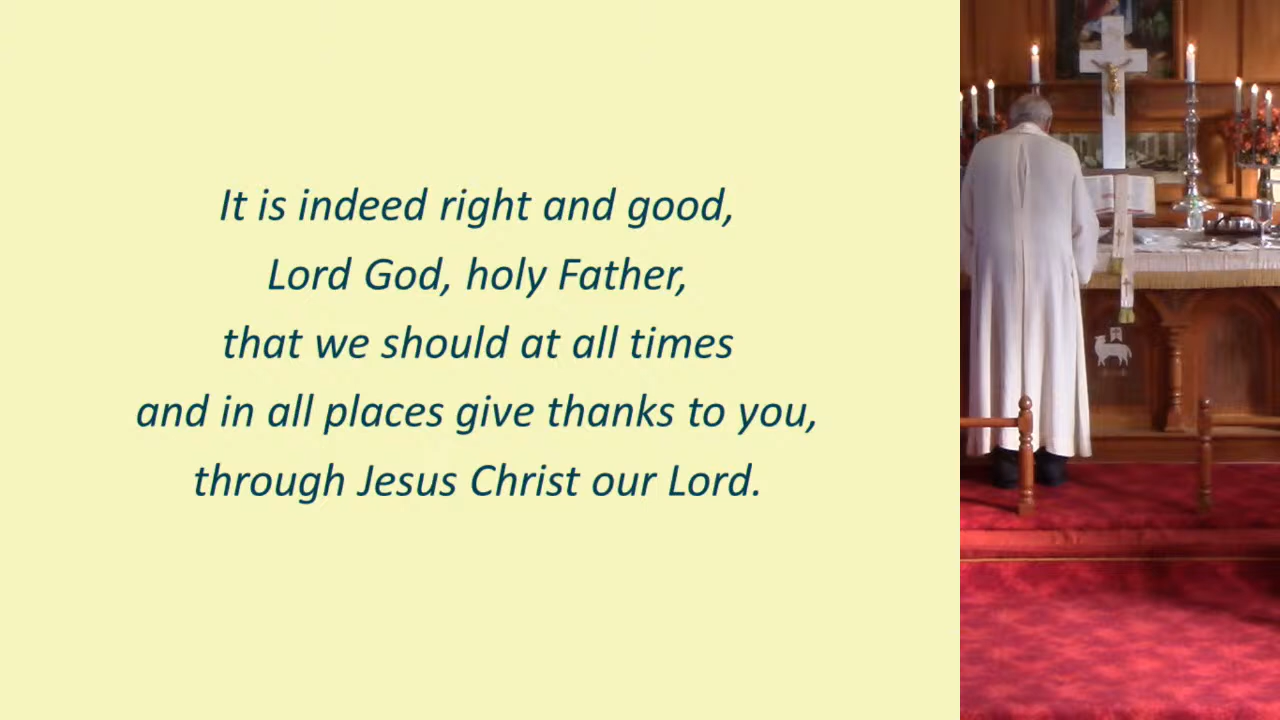 It is indeed right and good,
Lord God, holy Father,
that we should at all times
and in all places give thanks to you,
through Jesus Christ our Lord.